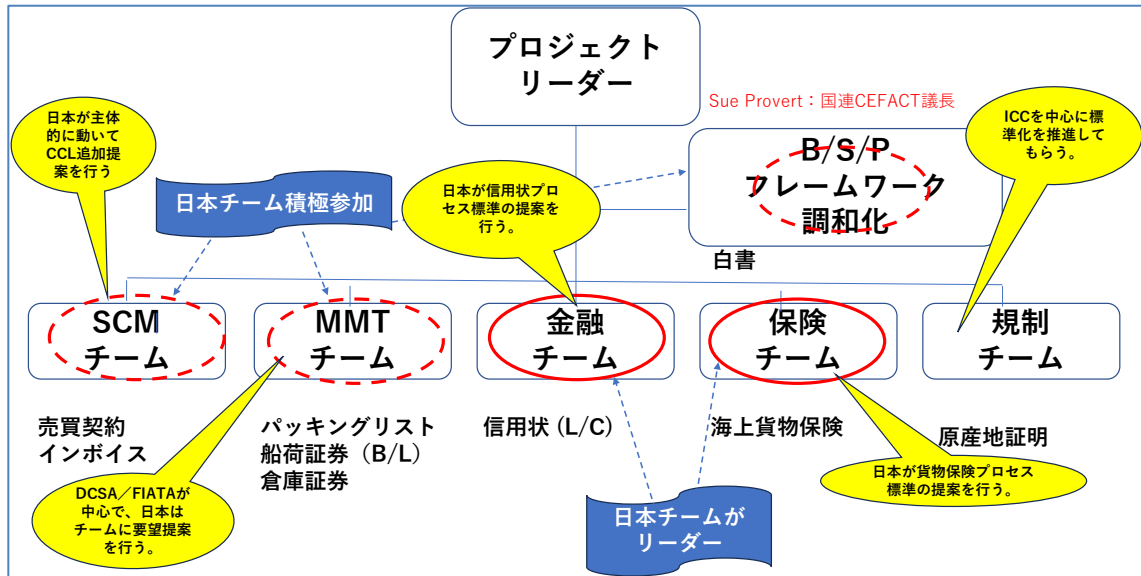 プロジェクト
リーダー
Sue Provert：国連CEFACT議長
日本が主体
的に動いて
CCL追加提
案を行う
ICCを中心に標
準化を推進して
もらう。
B/S/P
フレームワーク
調和化
日本チーム積極参加
日本が信用状プロ
セス標準の提案を
行う。
白書
SCM
チーム
MMT
チーム
金融
チーム
保険
チーム
規制
チーム
売買契約
インボイス
パッキングリスト
船荷証券（B/L）
倉庫証券
信用状 (L/C)
海上貨物保険
原産地証明
DCSA／FIATAが
中心で、日本は
チームに要望提案
を行う。
日本チームが
リーダー
日本が貨物保険プロセス
標準の提案を行う。